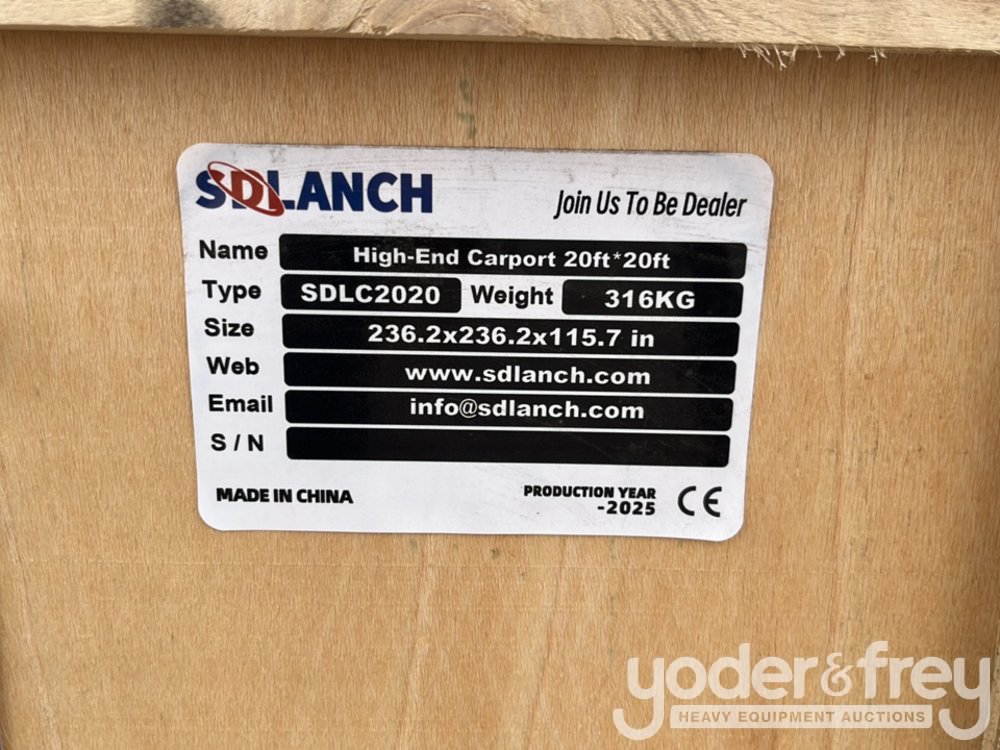 SDLANCH
Join Us To Be Dealer
Name High-End Carport 20ft*20ft
Type SDLC2020 Weight 316KG
Size 236.2x236.2x115.7 in
Web www.sdlanch.com
Email info@sdlanch.com
S / N
MADE IN CHINA
PRODUCTION YEAR
-2025
CE
yoder&frey
HEAVY EQUIPMENT AUCTIONS